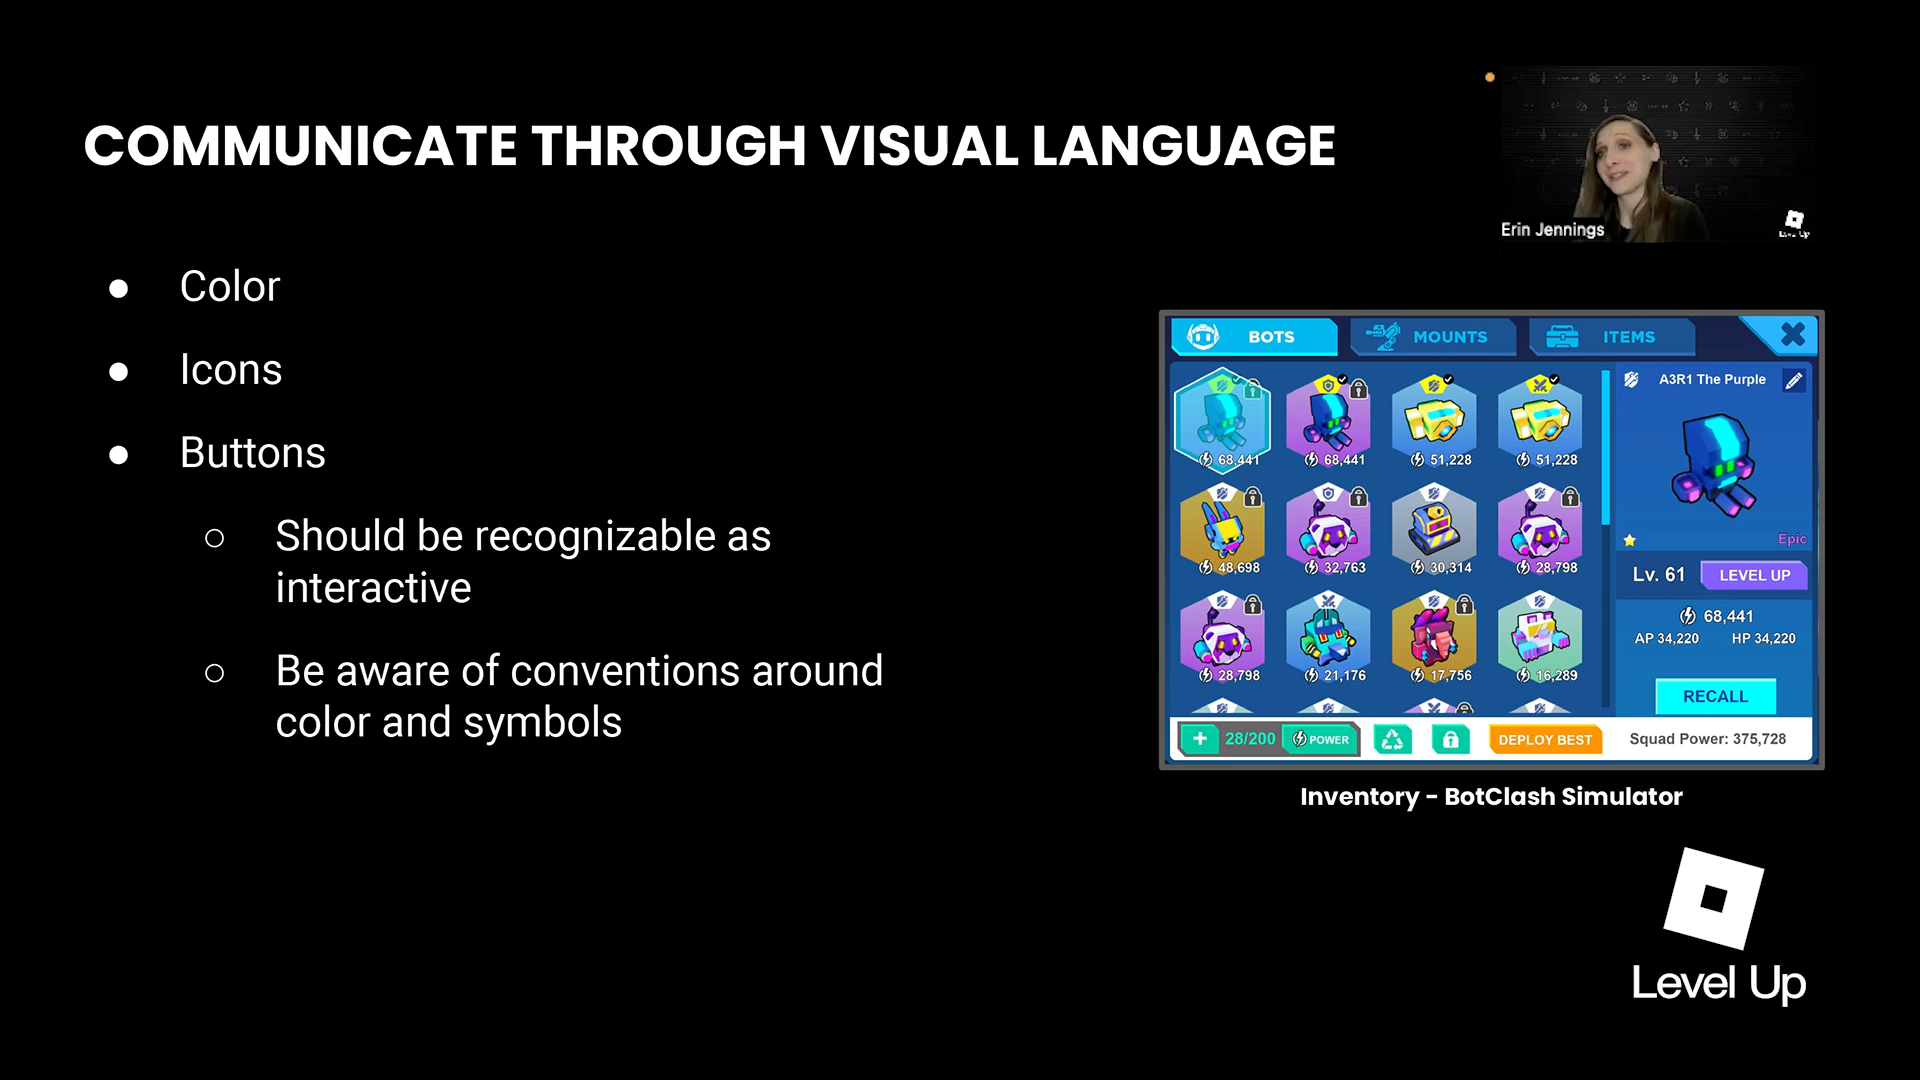 COMMUNICATE THROUGH VISUAL LANGUAGE
Erin Jennings
Level Up
● Color
● Icons
● Buttons
○ Should be recognizable as
interactive
○ Be aware of conventions around
color and symbols
BOTS
MOUNTS
ITEMS
A3R1 The Purple
68,441
68,441
51,228
51,228
48,698
32,763
30,314
28,798
28,798
21,176
17,756
16,289
Epic
Lv. 61
LEVEL UP
68,441
AP 34,220 HP 34,220
RECALL
+ 28/200 POWER
DEPLOY BEST
Squad Power: 375,728
Inventory - BotClash Simulator
Level Up